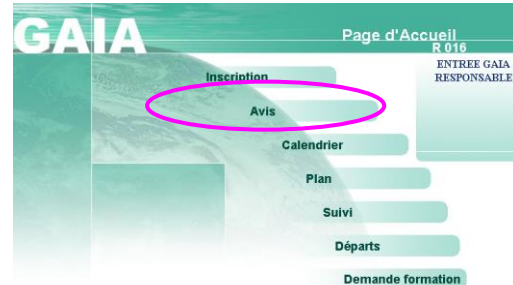 GAIA
Page d'Accueil
R 016
ENTREE GAIA
RESPONSABLE
Inscription
Avis
Calendrier
Plan
Suivi
Départs
Demande formation